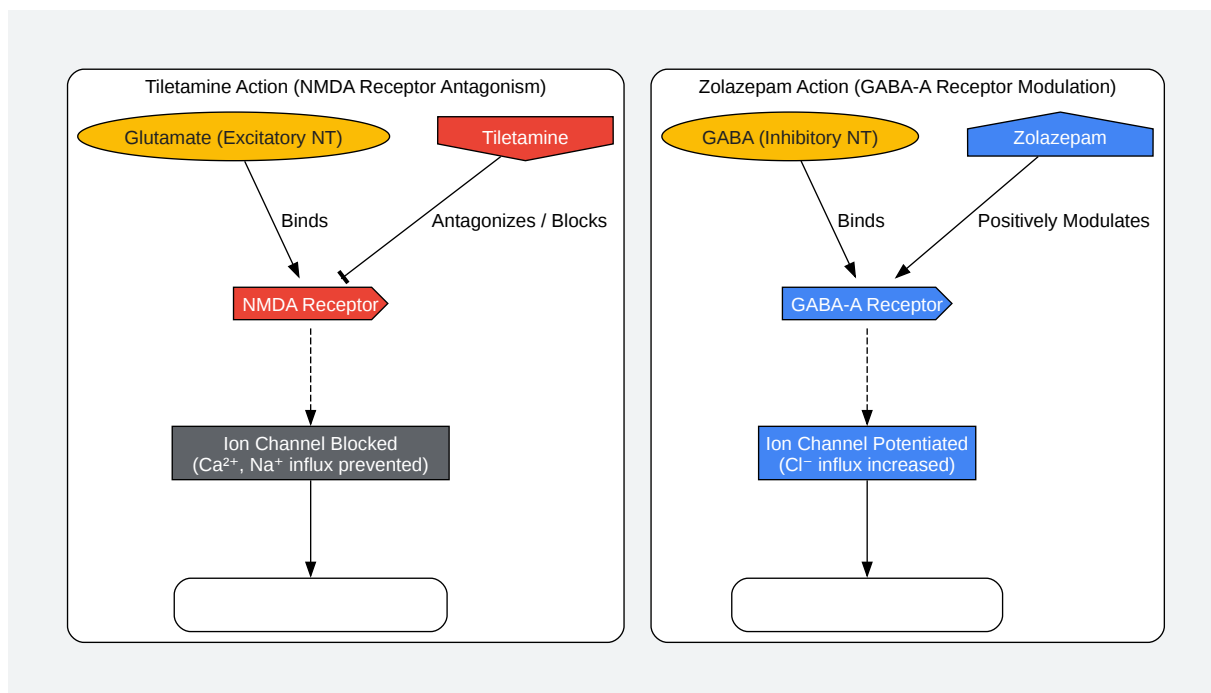 Tiletamine Action (NMDA Receptor Antagonism)
Glutamate (Excitatory NT)
Tiletamine
Binds
Antagonizes / Blocks
NMDA Receptor
Ion Channel Blocked
(Ca²⁺, Na⁺ influx prevented)
Zolazepam Action (GABA-A Receptor Modulation)
GABA (Inhibitory NT)
Zolazepam
Binds
Positively Modulates
GABA-A Receptor
Ion Channel Potentiated
(Cl⁻ influx increased)